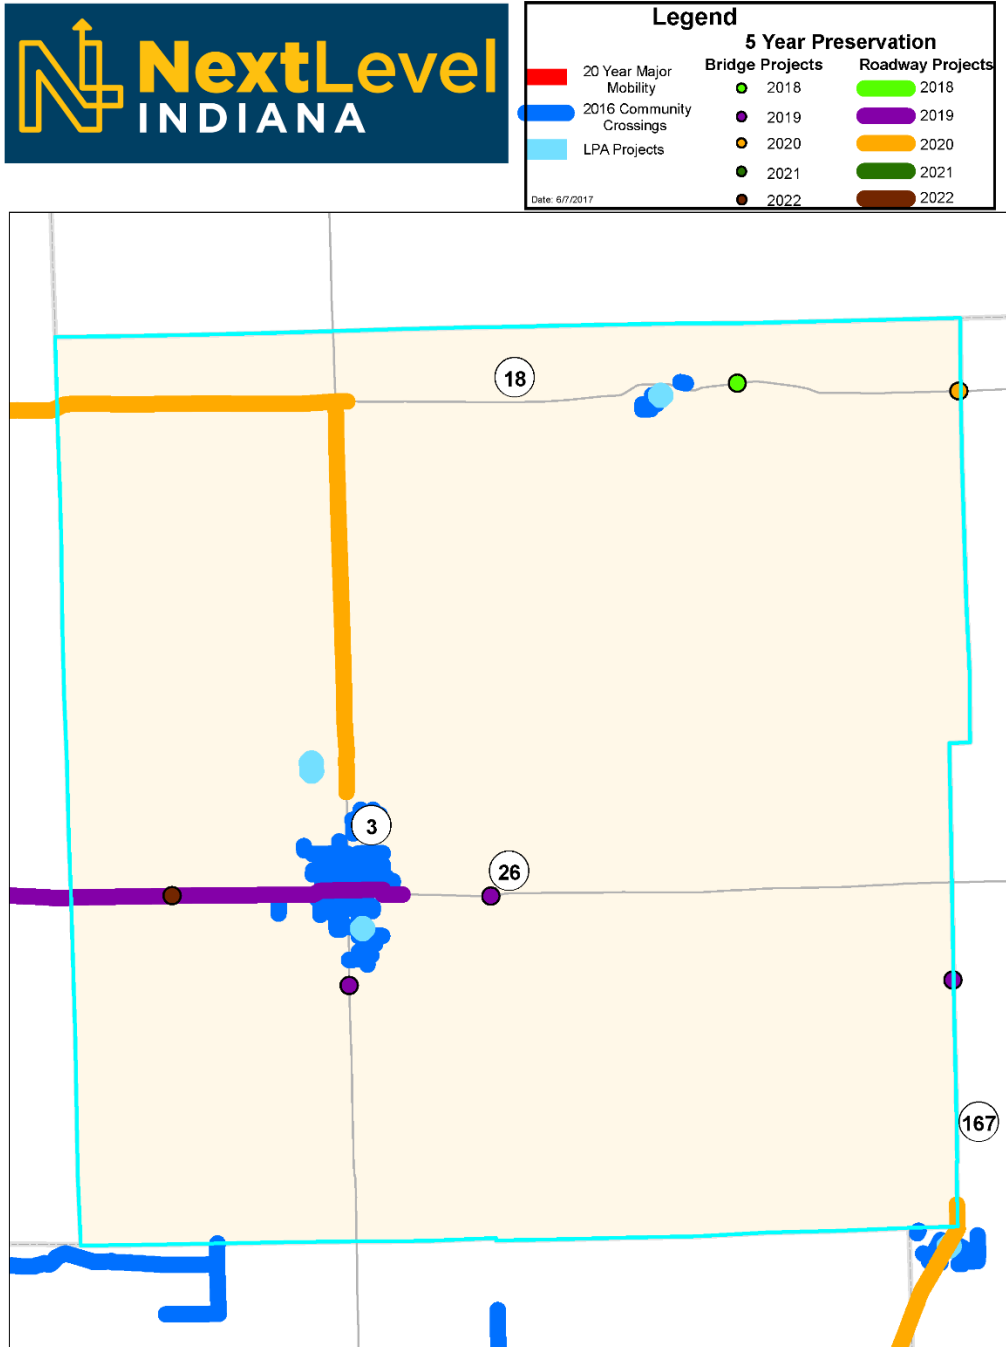 NextLevel
INDIANA
Legend
5 Year Preservation
Bridge Projects
Roadway Projects
20 Year Major
Mobility
2016 Community
Crossings
LPA Projects
2018
2019
2020
2021
2022
2018
2019
2020
2021
2022
Date: 6/7/2017
18
3
26
167